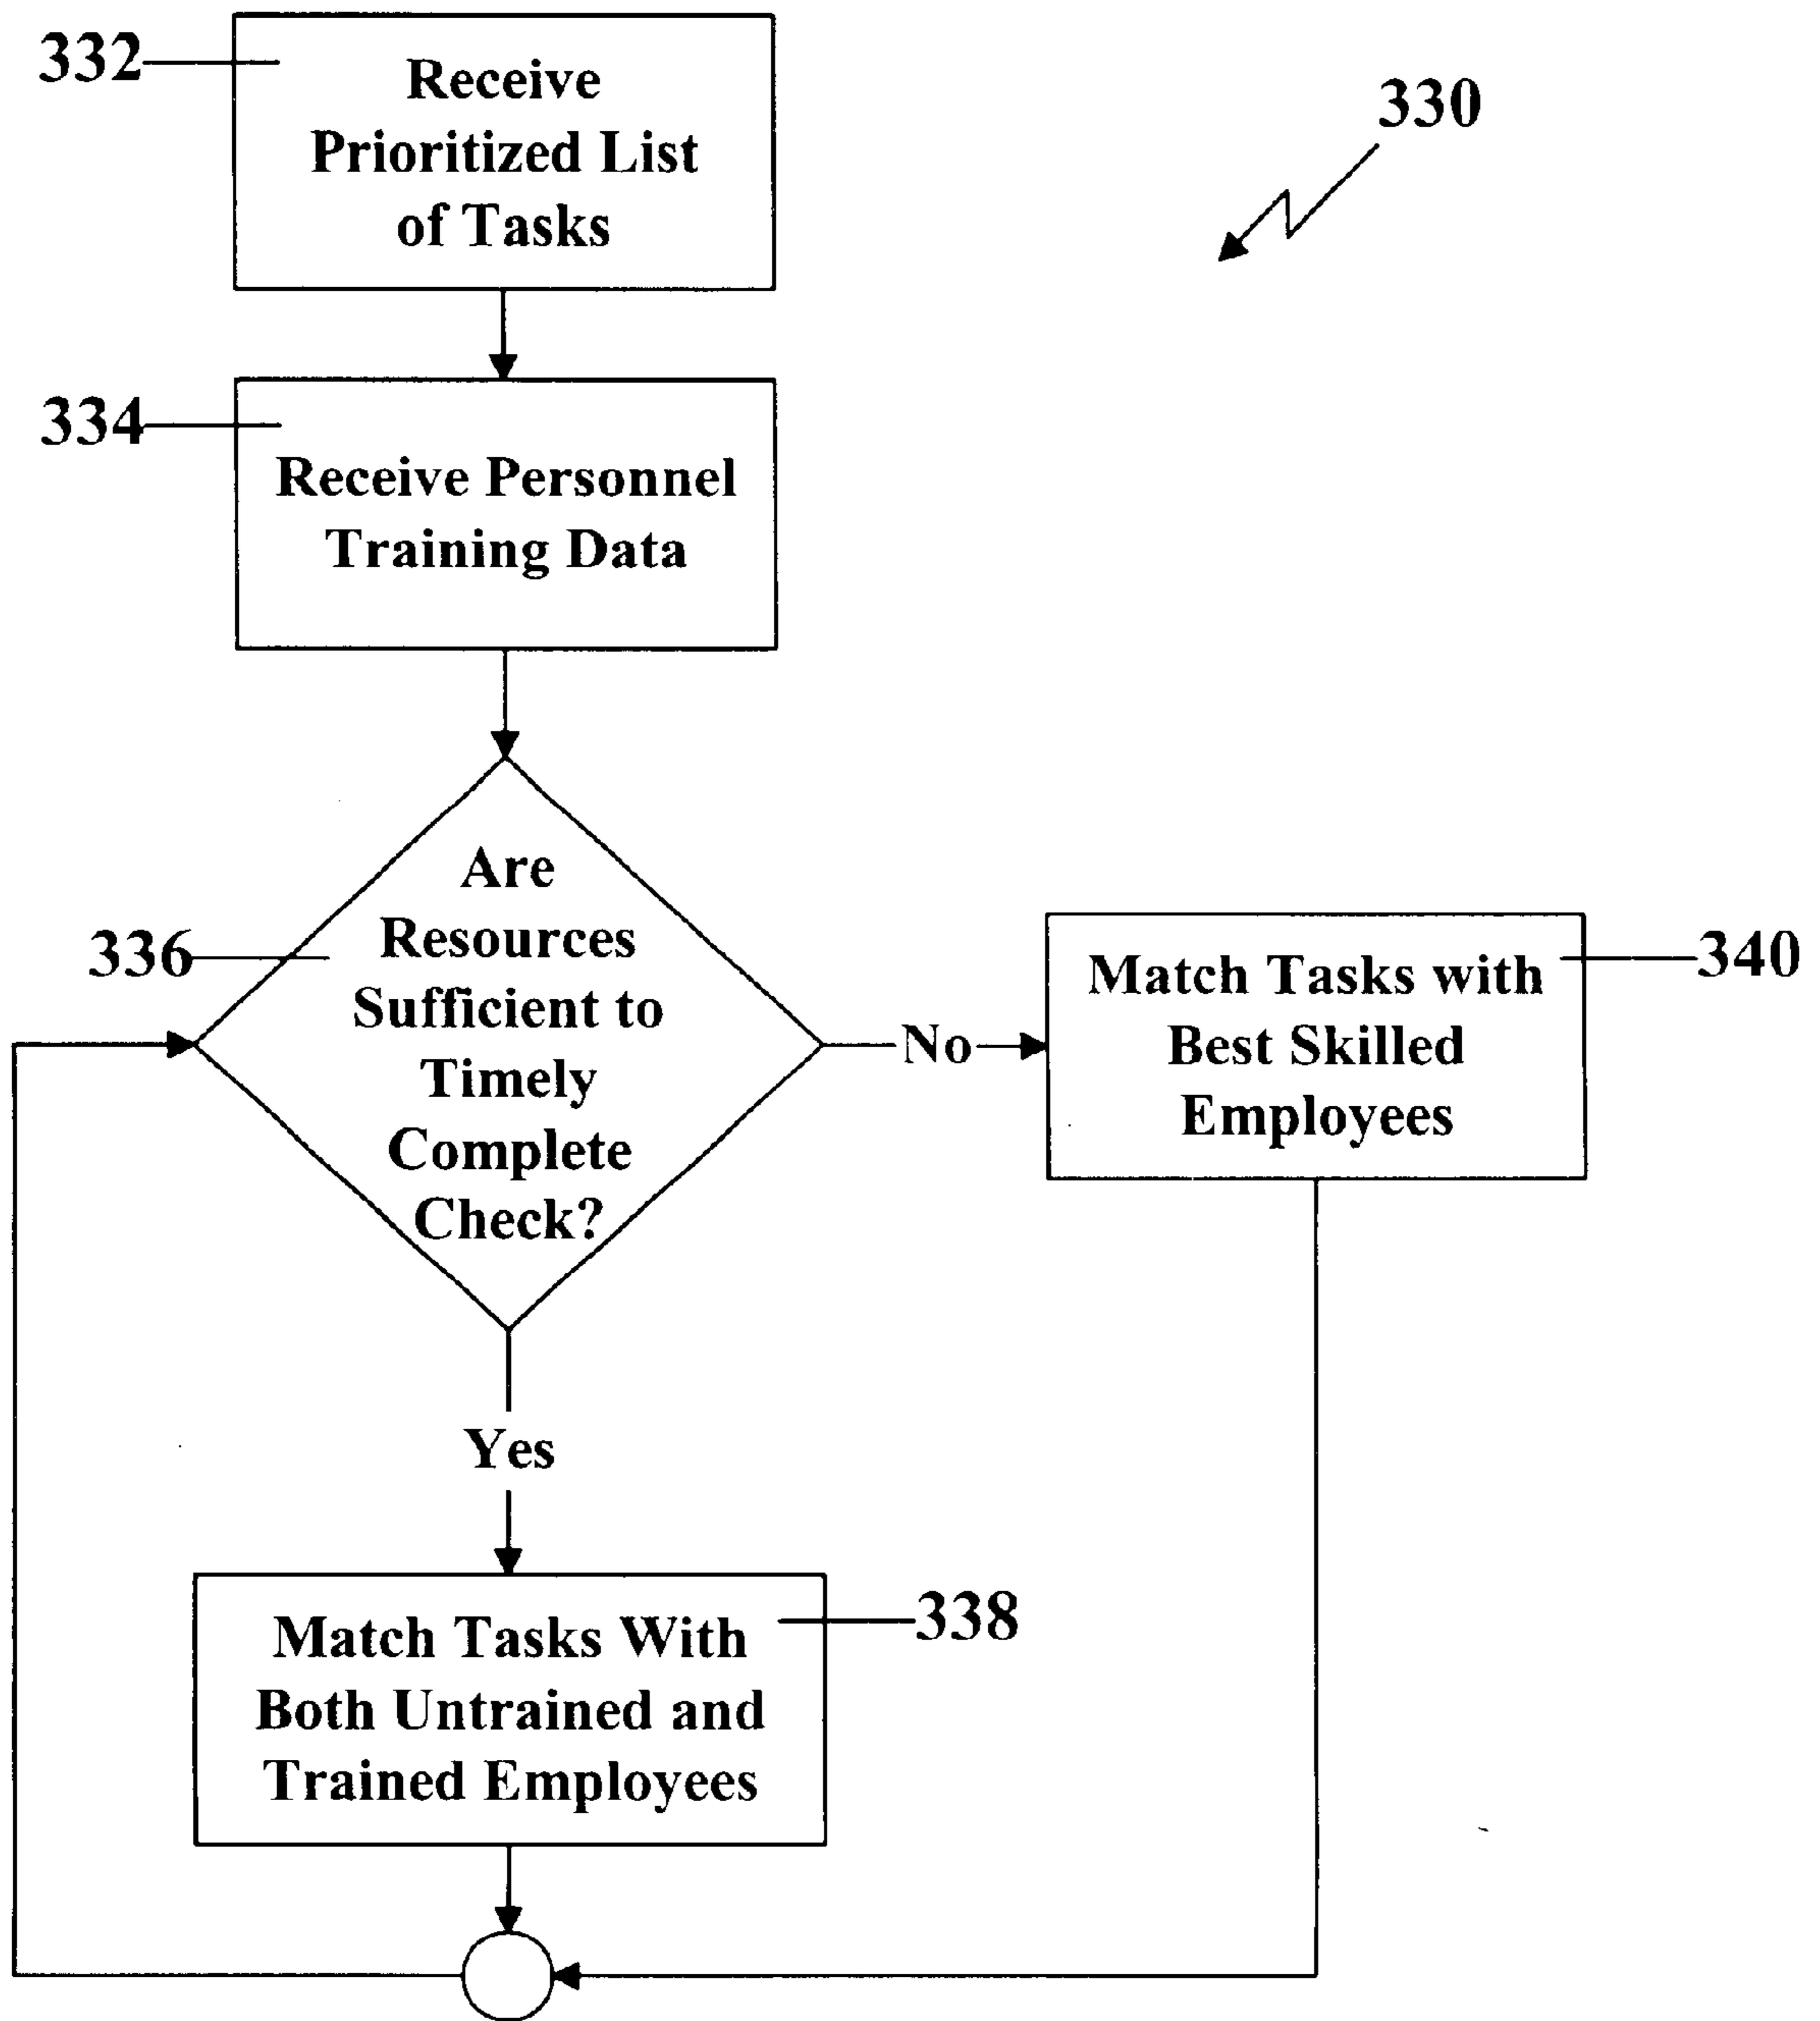 332
Receive
Prioritized List
of Tasks
330
334
Receive Personnel
Training Data
336
Are
Resources
Sufficient to
Timely
Complete
Check?
No
Match Tasks with
Best Skilled
Employees
340
Yes
Match Tasks With
Both Untrained and
Trained Employees
338